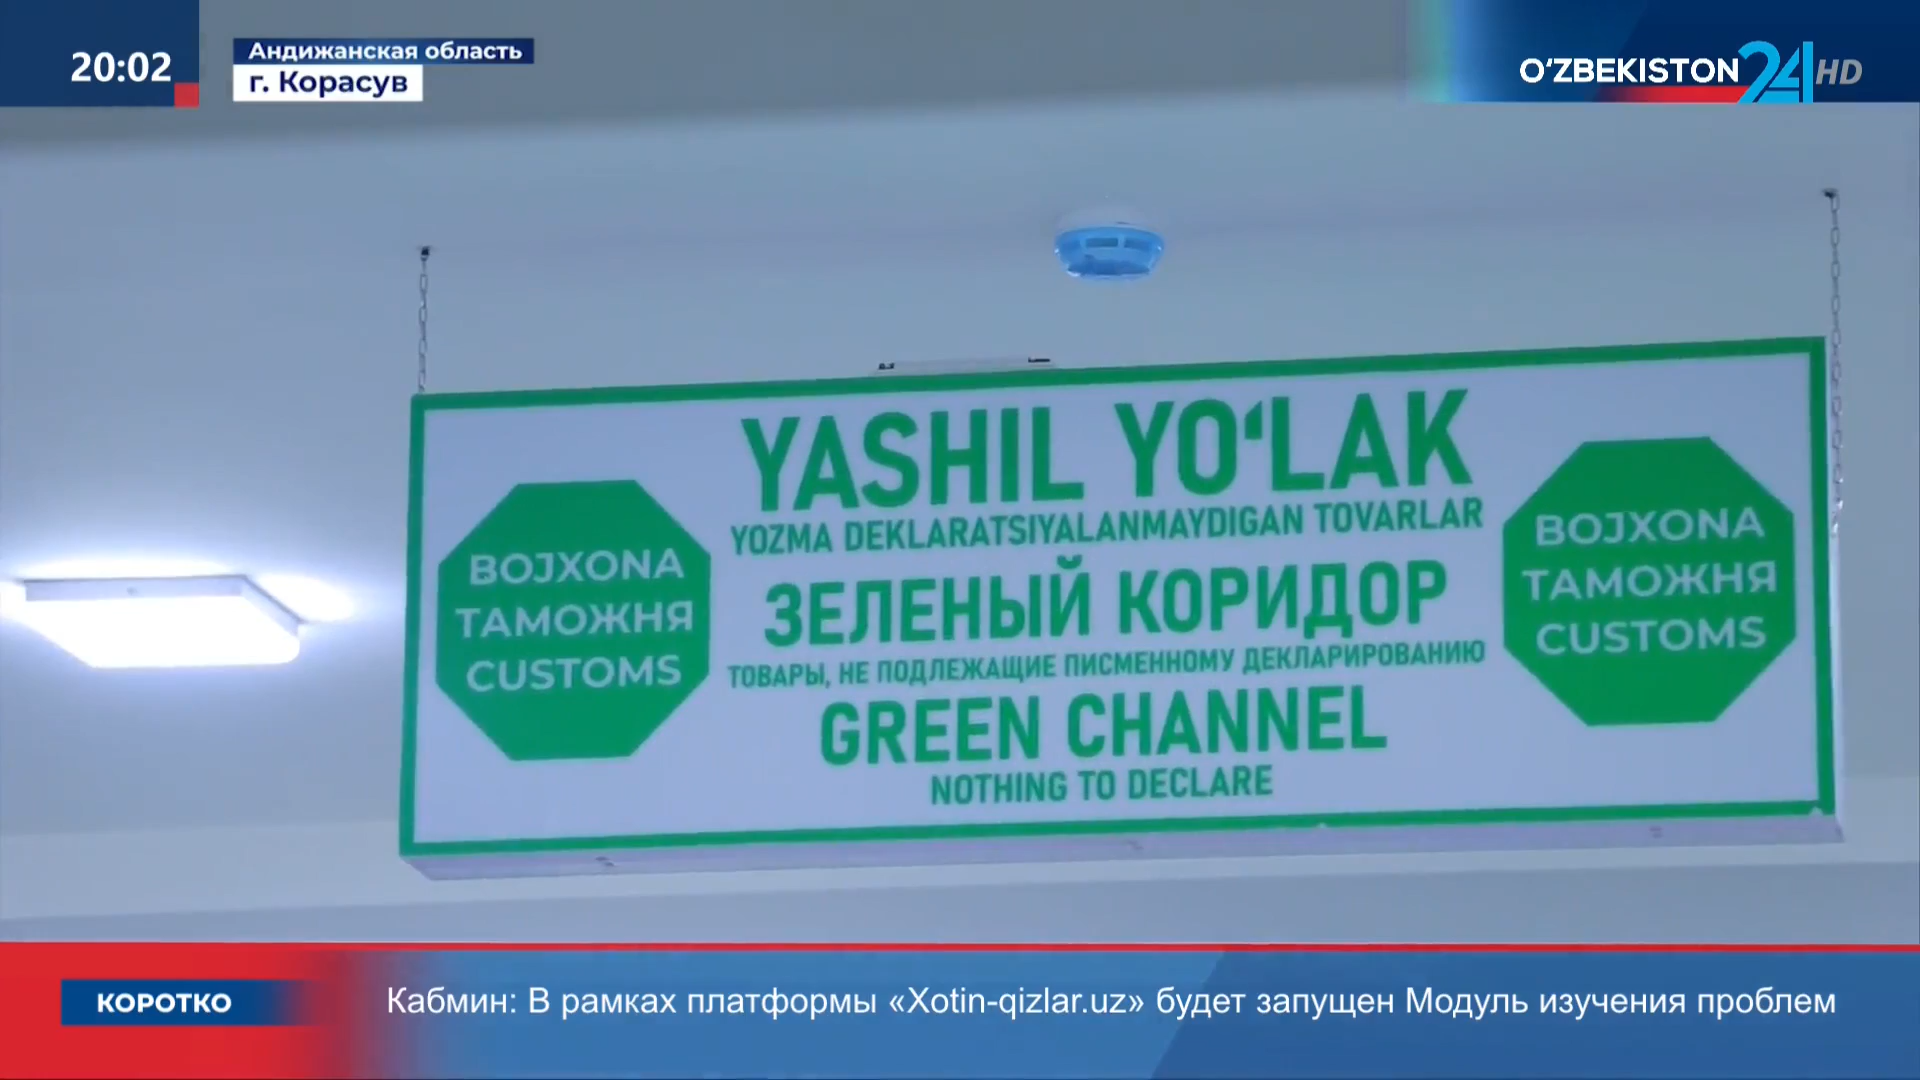 20:02
Андижанская область
г. Корасув
O‘ZBEKISTON 24 HD
YASHIL YO‘LAK
YOZMA DEKLARATSIYALANMAYDIGAN TOVARLAR
ЗЕЛЕНЫЙ КОРИДОР
ТОВАРЫ, НЕ ПОДЛЕЖАЩИЕ ПИСМЕННОМУ ДЕКЛАРИРОВАНИЮ
GREEN CHANNEL
NOTHING TO DECLARE
BOJXONA
ТАМОЖНЯ
CUSTOMS
BOJXONA
ТАМОЖНЯ
CUSTOMS
КОРОТКО
Кабмин: В рамках платформы «Xotin-qizlar.uz» будет запущен Модуль изучения проблем